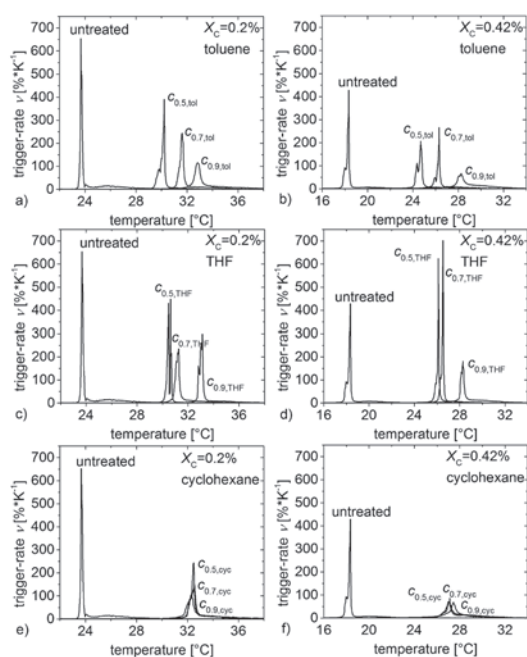 700
600
500
400
300
200
100
0
trigger-rate ν [%*K⁻¹]
untreated
X_C=0.2%
toluene
c_0.5,tol
c_0.7,tol
c_0.9,tol
24 28 32 36
a) temperature [°C]
700
600
500
400
300
200
100
0
trigger-rate ν [%*K⁻¹]
X_C=0.42%
toluene
untreated
c_0.5,tol
c_0.7,tol
c_0.9,tol
16 20 24 28 32
b) temperature [°C]
700
600
500
400
300
200
100
0
trigger-rate ν [%*K⁻¹]
untreated
X_C=0.2%
THF
c_0.5,THF
c_0.7,THF
c_0.9,THF
24 28 32 36
c) temperature [°C]
700
600
500
400
300
200
100
0
trigger-rate ν [%*K⁻¹]
X_C=0.42%
THF
c_0.5,THF
c_0.7,THF
untreated
c_0.9,THF
16 20 24 28 32
d) temperature [°C]
700
600
500
400
300
200
100
0
trigger-rate ν [%*K⁻¹]
untreated
X_C=0.2%
cyclohexane
c_0.5,cyc
c_0.7,cyc
c_0.9,cyc
24 28 32 36
e) temperature [°C]
700
600
500
400
300
200
100
0
trigger-rate ν [%*K⁻¹]
X_C=0.42%
cyclohexane
untreated
c_0.5,cyc
c_0.7,cyc
c_0.9,cyc
16 20 24 28 32
f) temperature [°C]